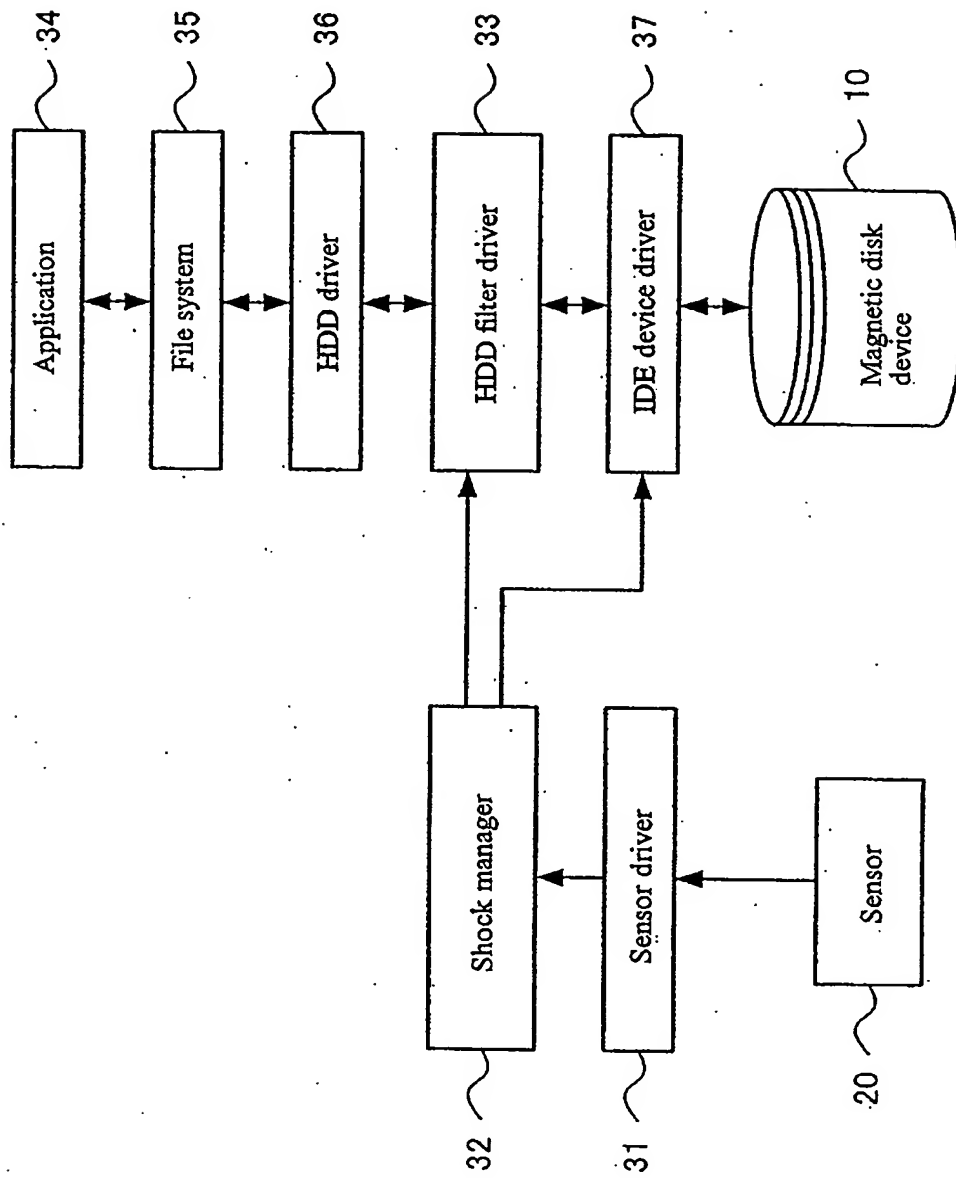 Application
34
File system
35
HDD driver
36
HDD filter driver
33
IDE device driver
37
Magnetic disk
device
10
Shock manager
32
Sensor driver
31
Sensor
20